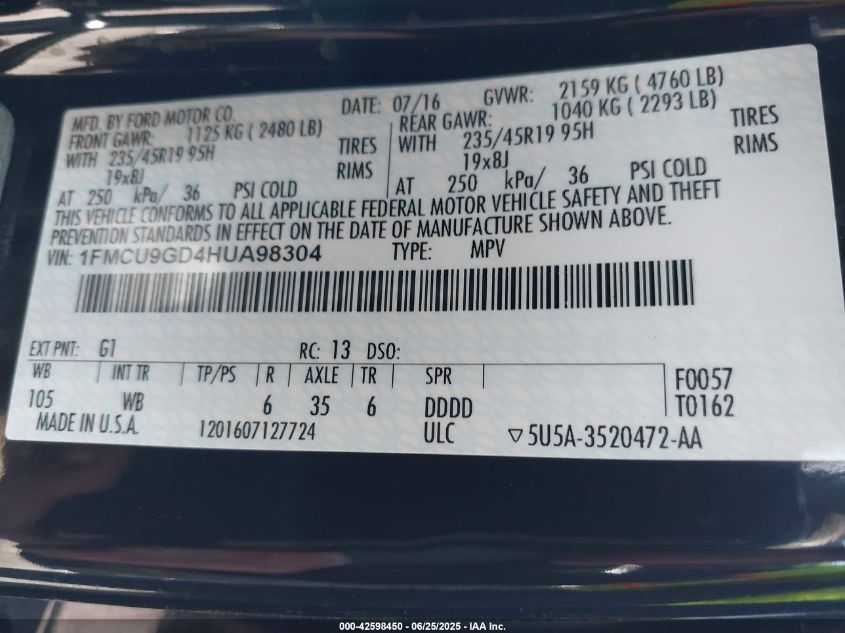 MFD. BY FORD MOTOR CO. DATE: 07/16 GVWR: 2159 KG ( 4760 LB)
FRONT GAWR: 1125 KG ( 2480 LB) REAR GAWR: 1040 KG ( 2293 LB)
WITH 235/45R19 95H TIRES WITH 235/45R19 95H TIRES
19x8J RIMS 19x8J RIMS
AT 250 kPa/ 36 PSI COLD AT 250 kPa/ 36 PSI COLD
THIS VEHICLE CONFORMS TO ALL APPLICABLE FEDERAL MOTOR VEHICLE SAFETY AND THEFT
PREVENTION STANDARDS IN EFFECT ON THE DATE OF MANUFACTURE SHOWN ABOVE.
VIN: 1FMCU9GD4HUA98304 TYPE: MPV
EXT PNT: G1 RC: 13 DSO:
WB INT TR TP/PS R AXLE TR SPR F0057
105 WB 6 35 6 DDDD T0162
MADE IN U.S.A. 1201607127724 ULC ▽5U5A-3520472-AA
000-42598450 - 06/25/2025 - IAA Inc.